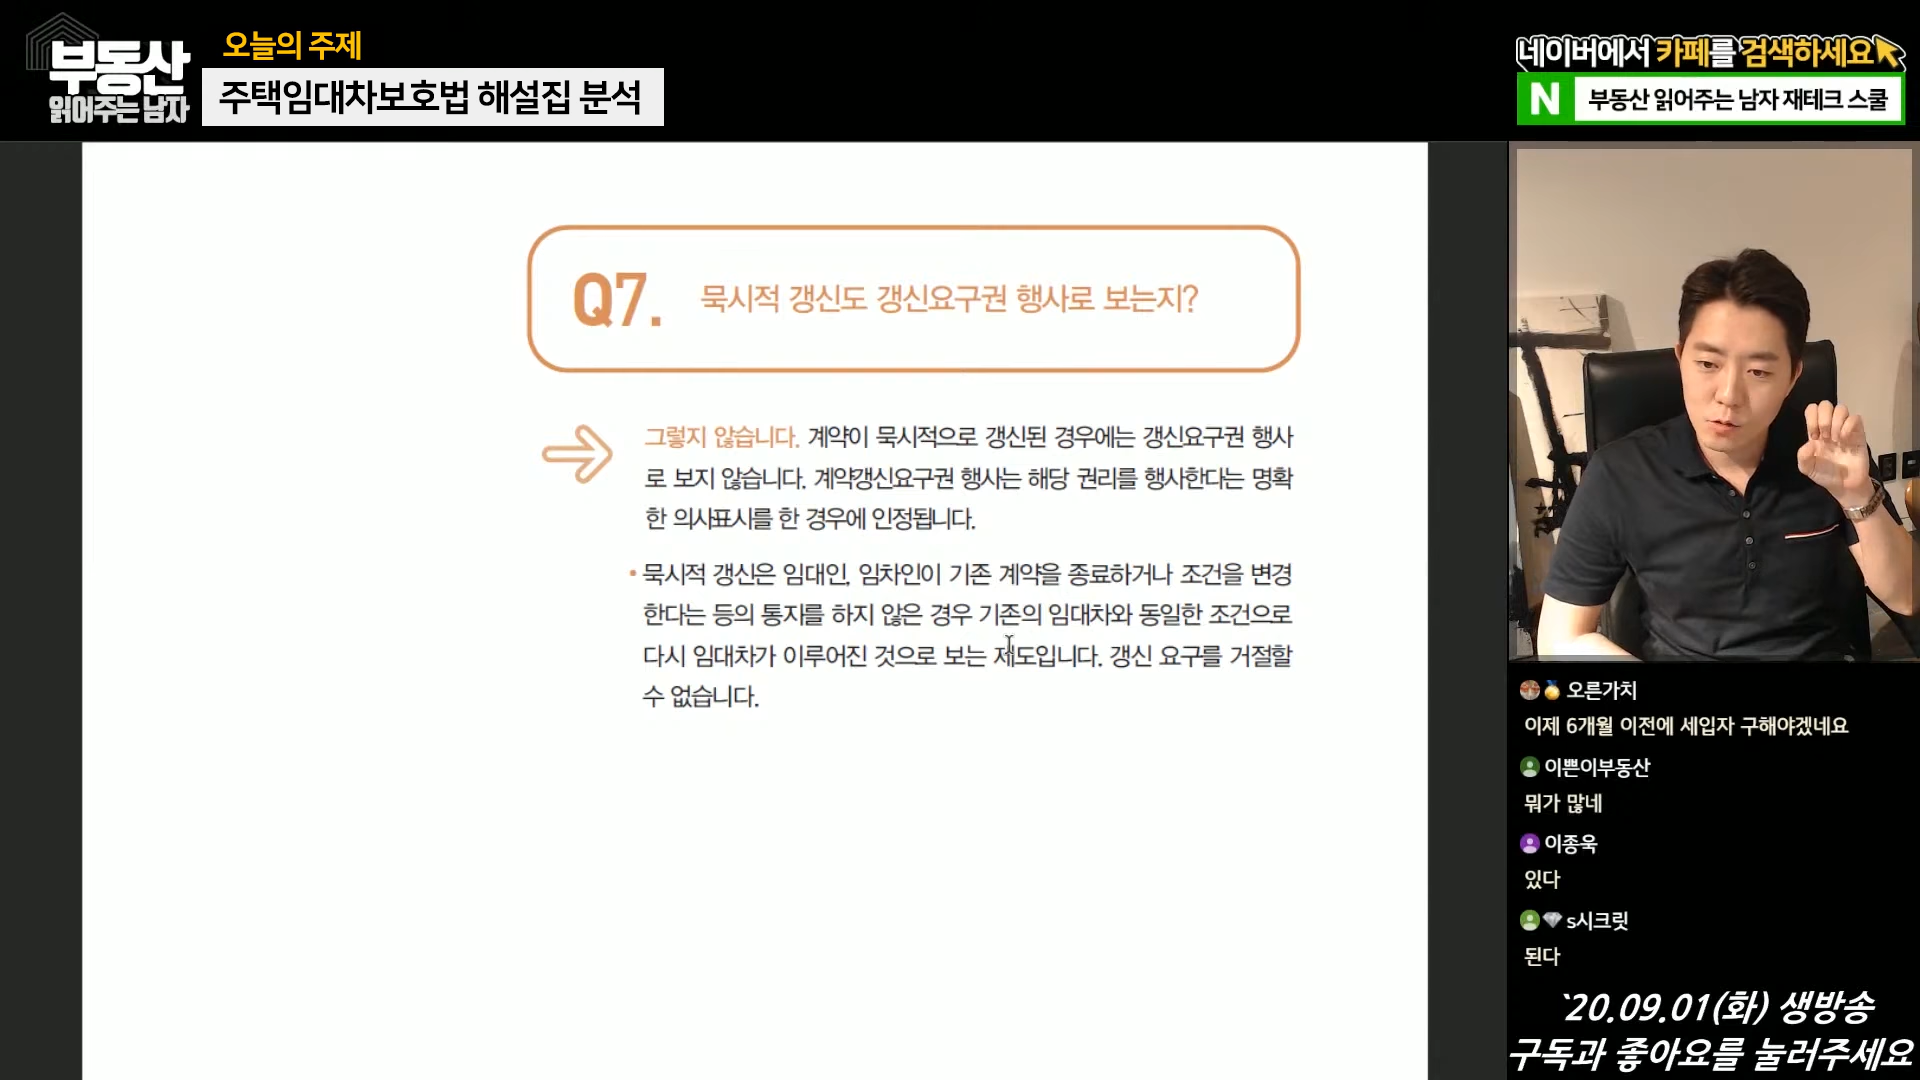 부동산
읽어주는 남자
오늘의 주제
주택임대차보호법 해설집 분석
네이버에서 카페를 검색하세요
N 부동산 읽어주는 남자 재테크 스쿨
Q7. 묵시적 갱신도 갱신요구권 행사로 보는지?
그렇지 않습니다. 계약이 묵시적으로 갱신된 경우에는 갱신요구권 행사
로 보지 않습니다. 계약갱신요구권 행사는 해당 권리를 행사한다는 명확
한 의사표시를 한 경우에 인정됩니다.
• 묵시적 갱신은 임대인, 임차인이 기존 계약을 종료하거나 조건을 변경
한다는 등의 통지를 하지 않은 경우 기존의 임대차와 동일한 조건으로
다시 임대차가 이루어진 것으로 보는 제도입니다. 갱신 요구를 거절할
수 없습니다.
오른가치
이제 6개월 이전에 세입자 구해야겠네요
이쁜이부동산
뭐가 많네
이종욱
있다
s시크릿
된다
`20.09.01(화) 생방송
구독과 좋아요를 눌러주세요